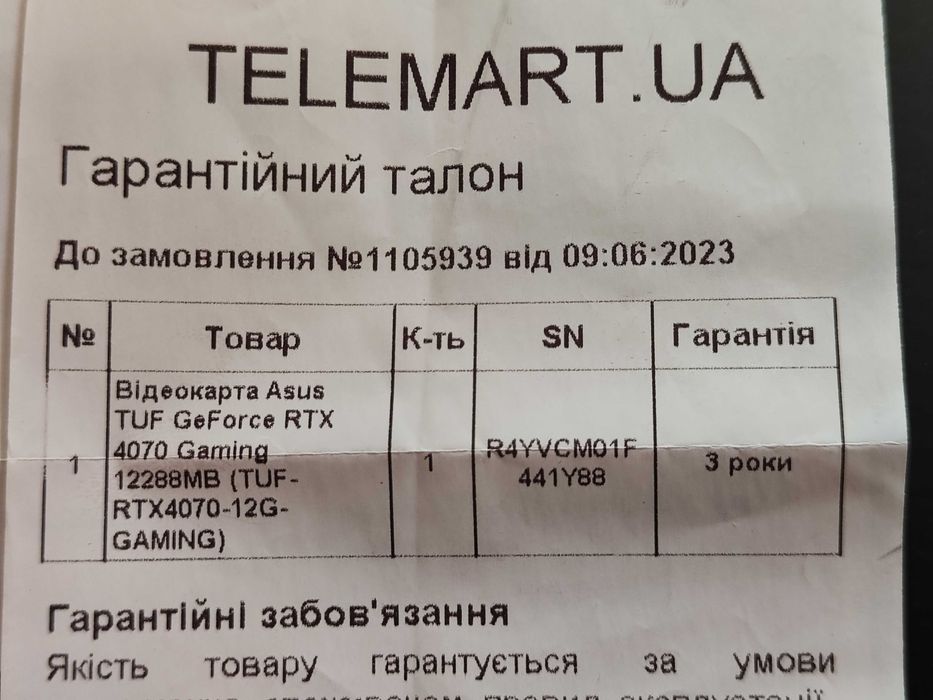 TELEMART.UA
Гарантійний талон
До замовлення №1105939 від 09:06:2023
№ Товар К-ть SN Гарантія
Відеокарта Asus
TUF GeForce RTX
4070 Gaming
12288MB (TUF-
RTX4070-12G-
GAMING)
1
1
R4YVCM01F
441Y88
3 роки
Гарантійні забов'язання
Якість товару гарантується за умови